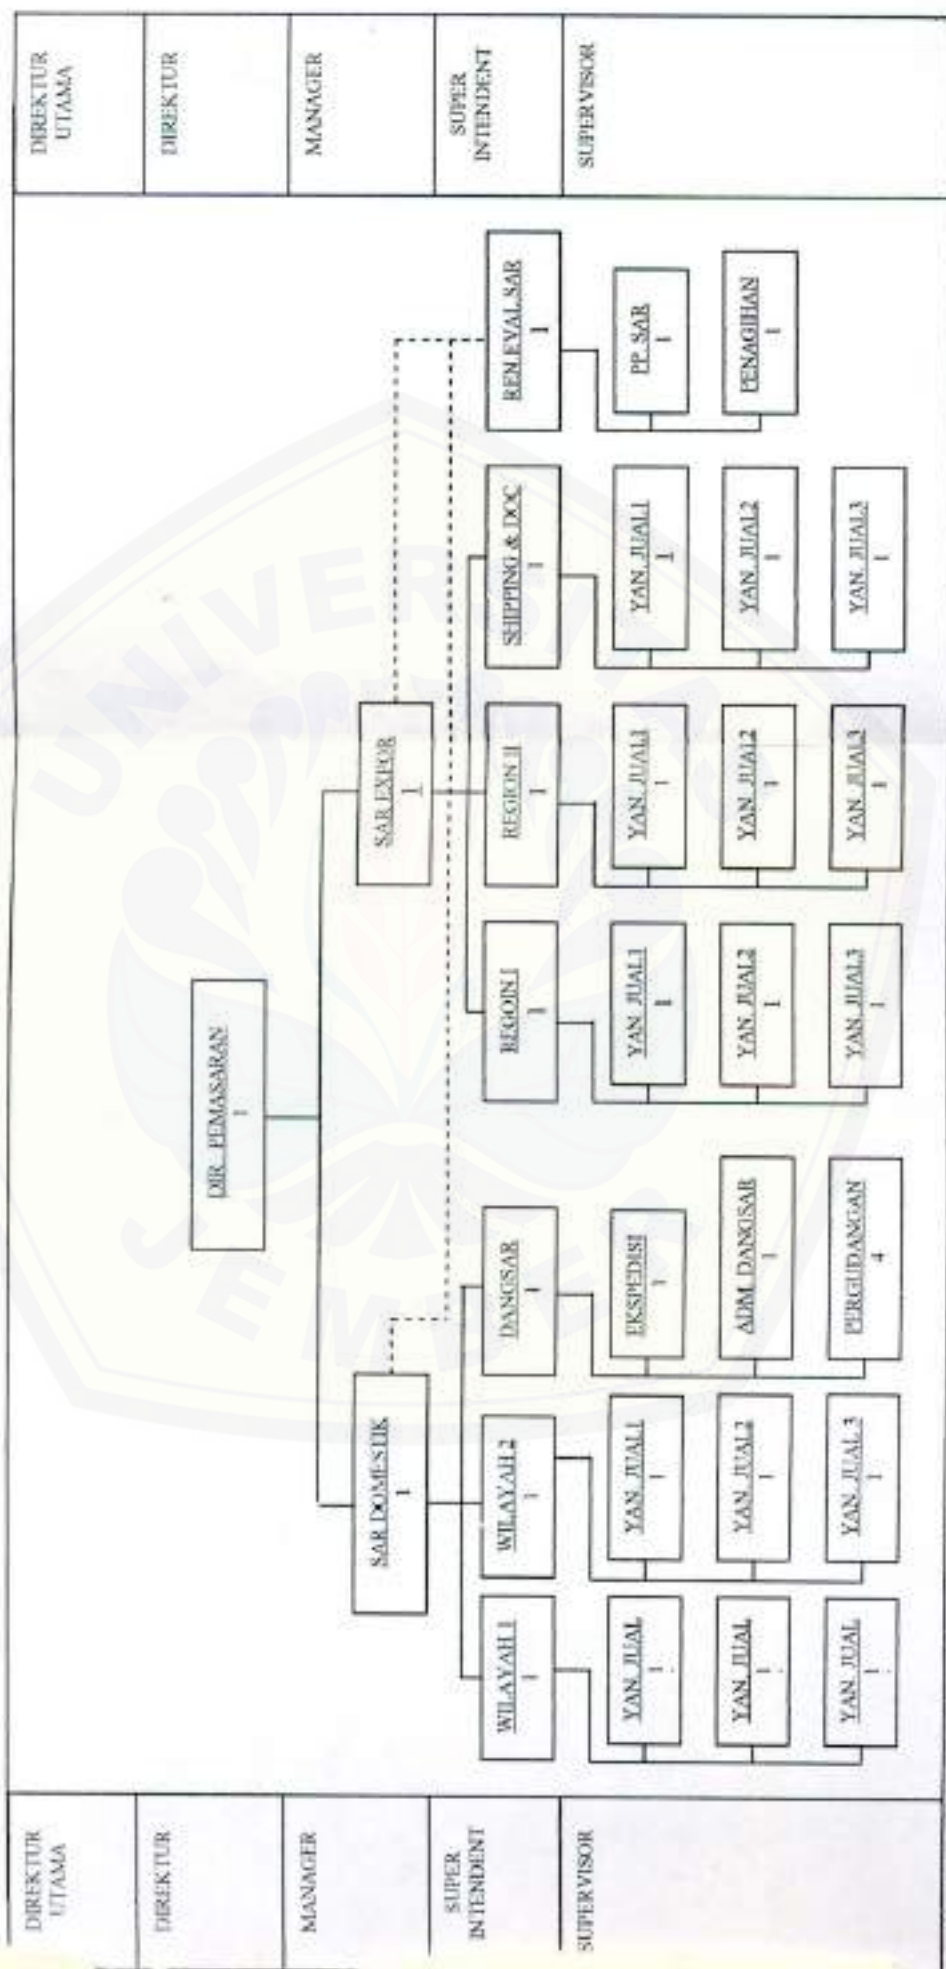 DIREKTUR
UTAMA
DIREKTUR
UTAMA
DIREKTUR
DIREKTUR
DIR. PEMASARAN
1
MANAGER
MANAGER
SAR DOMESTIK
1
SAR EXPOR
1
SUPER
INTENDENT
SUPER
INTENDENT
WILAYAH 1
1
WILAYAH 2
1
DANGSAR
1
REGOIN I
1
REGION II
1
SHIPPING & DOC
1
REN.EVAL.SAR
1
SUPERVISOR
SUPERVISOR
YAN. JUAL
1
YAN. JUAL1
1
EKSPEDISI
1
YAN. JUAL1
1
YAN. JUAL1
1
YAN. JUAL1
1
PP. SAR
1
YAN. JUAL
1
YAN. JUAL2
1
ADM. DANGSAR
1
YAN. JUAL2
1
YAN. JUAL2
1
YAN. JUAL2
1
PENAGIHAN
1
YAN. JUAL
1
YAN. JUAL 3
1
PERGUDANGAN
4
YAN. JUAL3
1
YAN. JUAL3
1
YAN. JUAL3
1
UNIVERSITAS
JEMBER